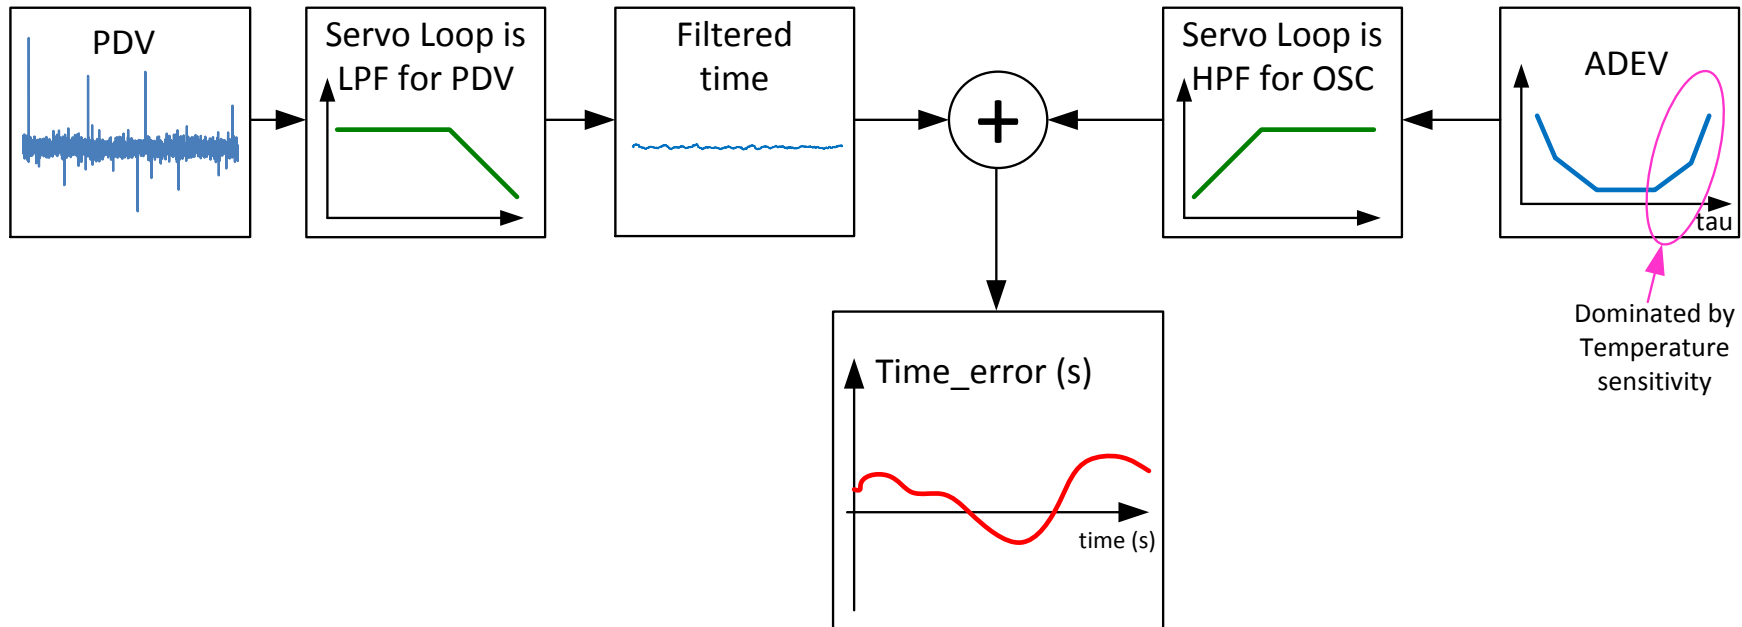 PDV
Servo Loop is
LPF for PDV
Filtered
time
+
Servo Loop is
HPF for OSC
ADEV
tau
Dominated by
Temperature
sensitivity
Time_error (s)
time (s)